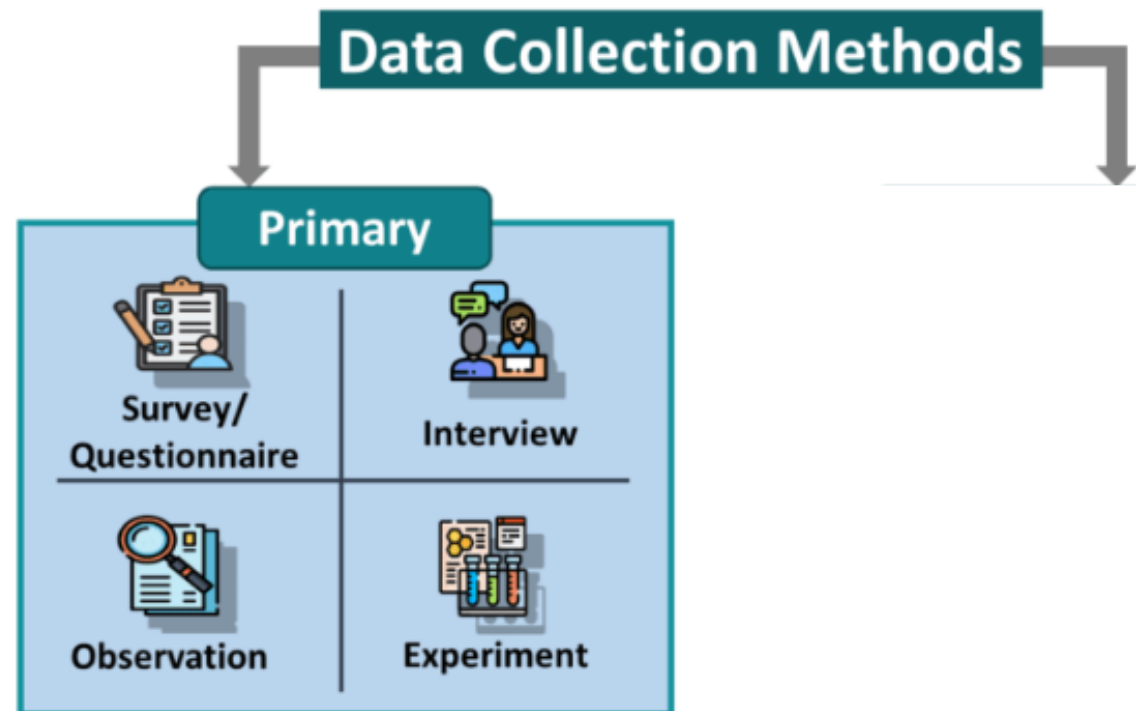 Data Collection Methods
Primary
Survey/
Questionnaire
Interview
Observation
Experiment